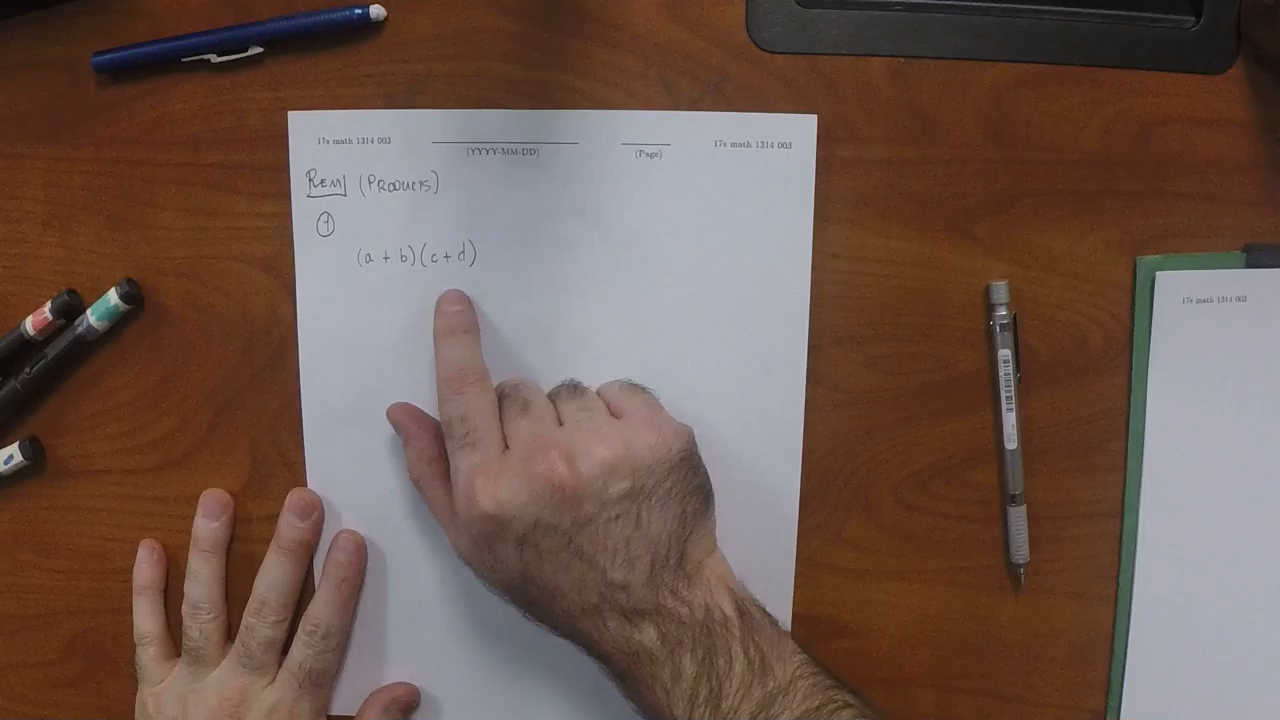 17s math 1314 003 (YYYY-MM-DD) (Page) 17s math 1314 003
REM (PRODUCTS)
1
(a + b)(c + d)
17s math 1314 003